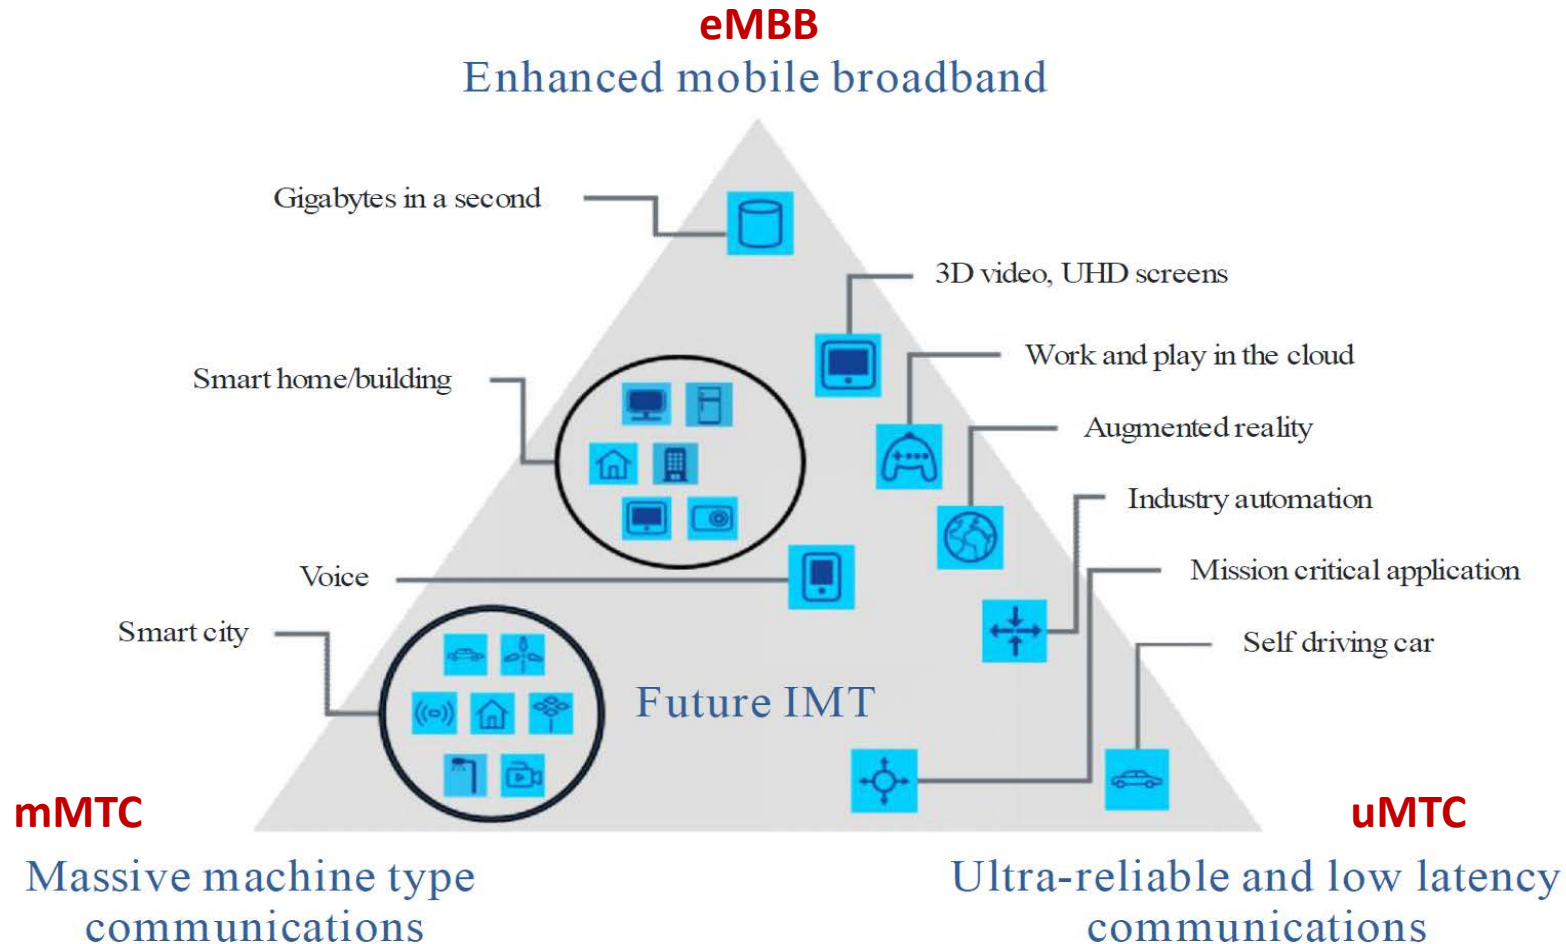 eMBB
Enhanced mobile broadband
Gigabytes in a second
3D video, UHD screens
Work and play in the cloud
Smart home/building
Augmented reality
Industry automation
Voice
Mission critical application
Smart city
Self driving car
Future IMT
mMTC
uMTC
Massive machine type
communications
Ultra-reliable and low latency
communications